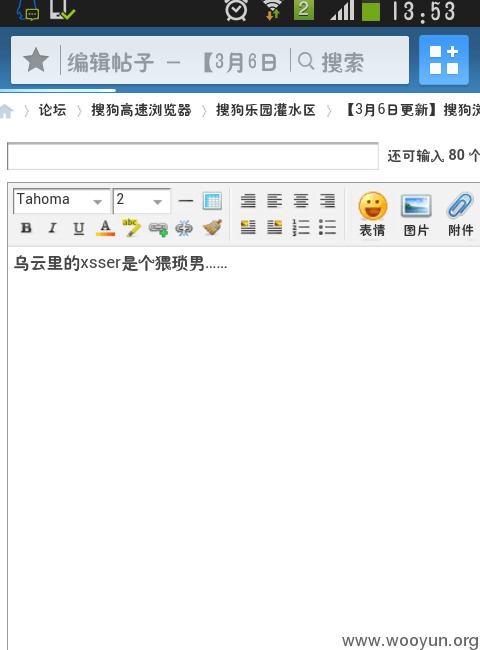 2 13:53
编辑帖子 - 【3月6日 搜索
论坛 搜狗高速浏览器 搜狗乐园灌水区 【3月6日更新】搜狗浏
还可输入 80 个
Tahoma 2
B I U A abc
表情 图片 附件
乌云里的xsser是个猥琐男……
www.wooyun.org